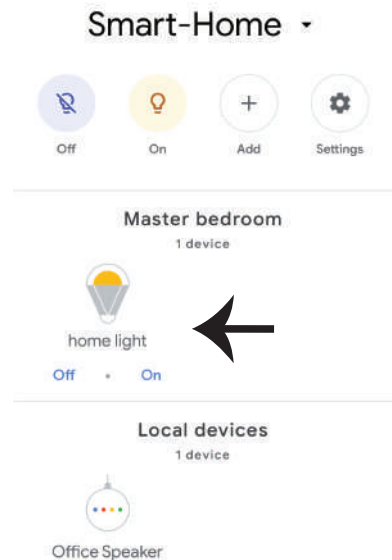 Smart-Home
Off On Add Settings
Master bedroom
1 device
home light
Off • On
Local devices
1 device
Office Speaker